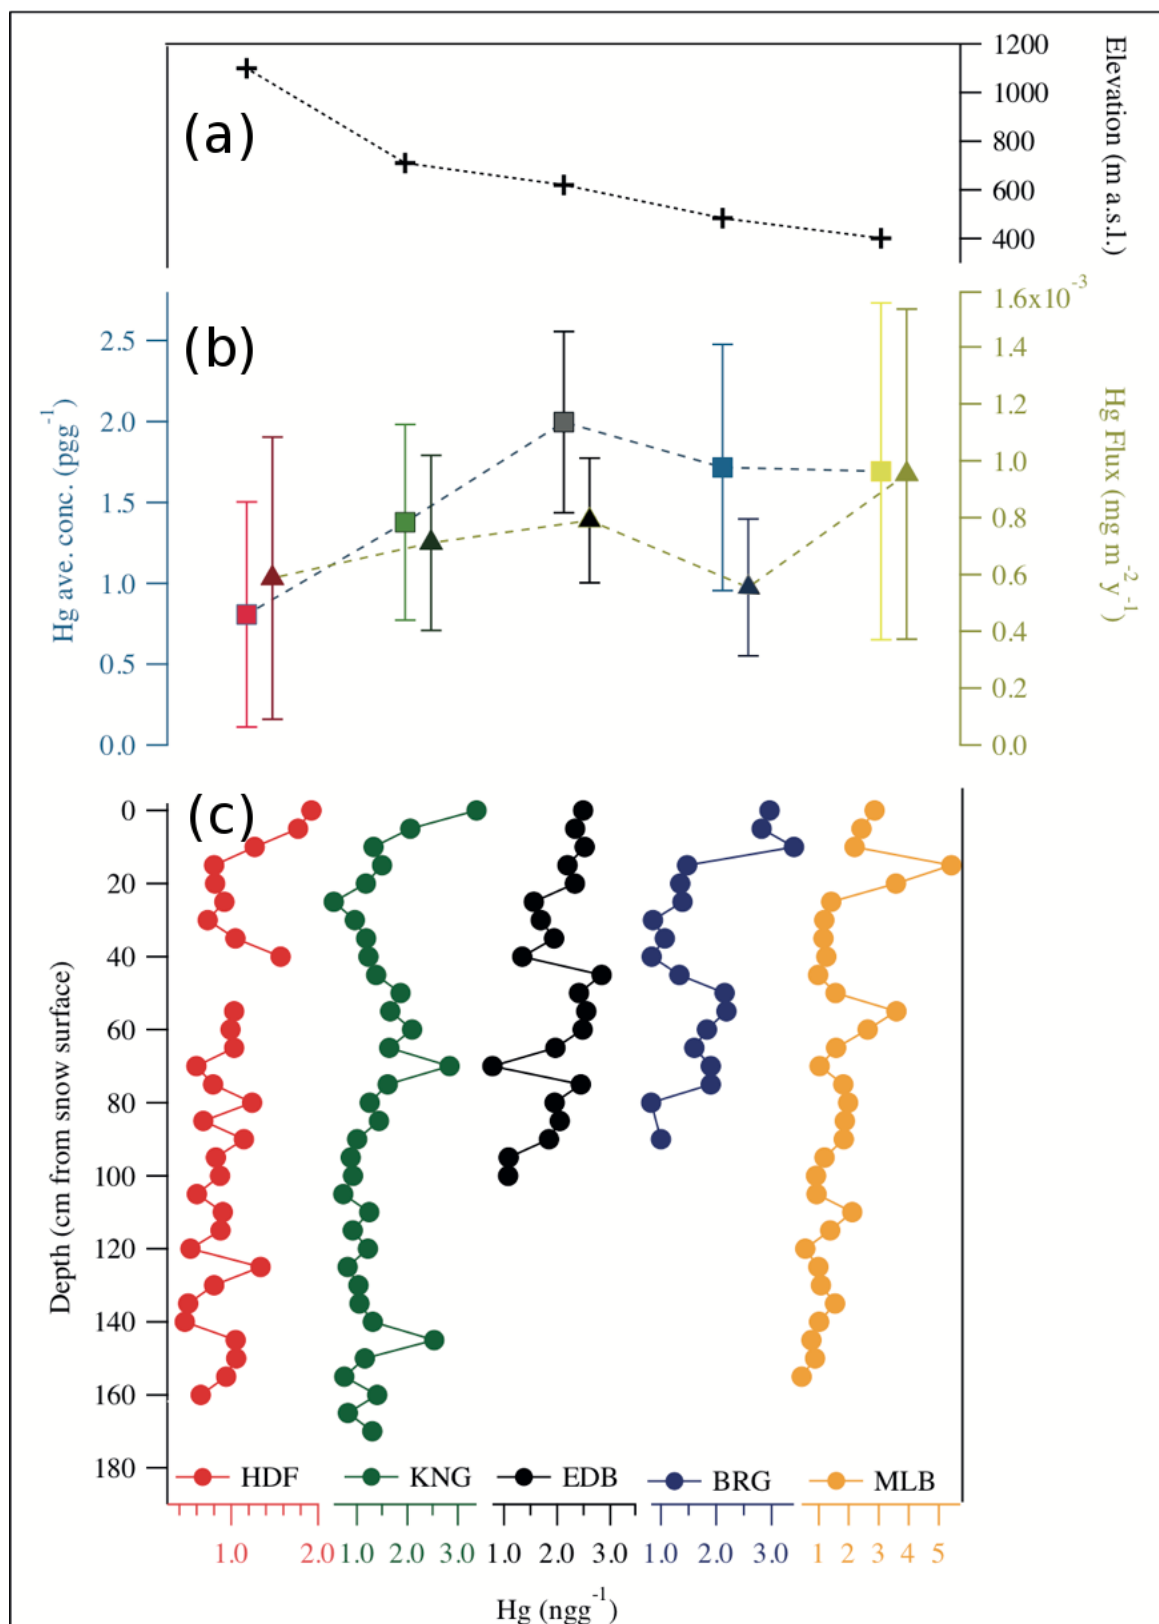 (a)
1200
1000
800
600
400
Elevation (m a.s.l.)
(b)
2.5
2.0
1.5
1.0
0.5
0.0
Hg ave. conc. (pgg⁻¹)
1.6x10⁻³
1.4
1.2
1.0
0.8
0.6
0.4
0.2
0.0
Hg Flux (mg m⁻² y⁻¹)
(c)
0
20
40
60
80
100
120
140
160
180
Depth (cm from snow surface)
HDF KNG EDB BRG MLB
1.0 2.0 1.0 2.0 3.0 1.0 2.0 3.0 1.0 2.0 3.0 1 2 3 4 5
Hg (ngg⁻¹)